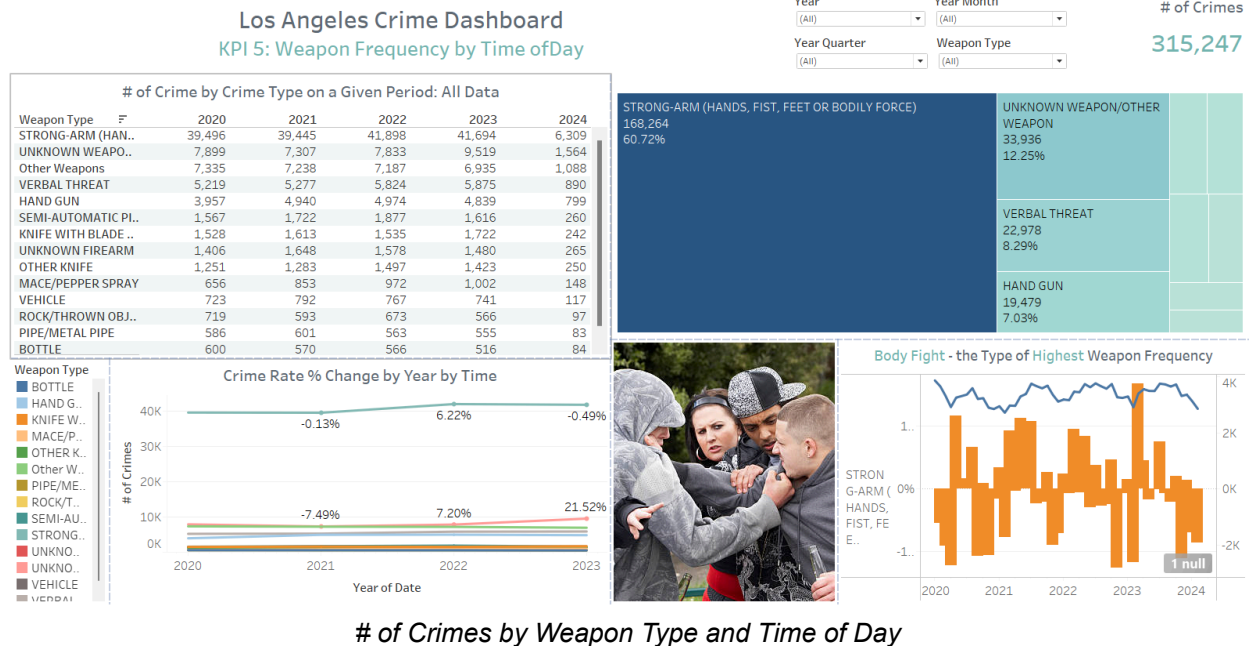 Los Angeles Crime Dashboard
KPI 5: Weapon Frequency by Time ofDay
Year
(All)
Year Month
(All)
Year Quarter
(All)
Weapon Type
(All)
# of Crimes
315,247
# of Crime by Crime Type on a Given Period: All Data
Weapon Type 2020 2021 2022 2023 2024
STRONG-ARM (HAN.. 39,496 39,445 41,898 41,694 6,309
UNKNOWN WEAPO.. 7,899 7,307 7,833 9,519 1,564
Other Weapons 7,335 7,238 7,187 6,935 1,088
VERBAL THREAT 5,219 5,277 5,824 5,875 890
HAND GUN 3,957 4,940 4,974 4,839 799
SEMI-AUTOMATIC PI.. 1,567 1,722 1,877 1,616 260
KNIFE WITH BLADE .. 1,528 1,613 1,535 1,722 242
UNKNOWN FIREARM 1,406 1,648 1,578 1,480 265
OTHER KNIFE 1,251 1,283 1,497 1,423 250
MACE/PEPPER SPRAY 656 853 972 1,002 148
VEHICLE 723 792 767 741 117
ROCK/THROWN OBJ.. 719 593 673 566 97
PIPE/METAL PIPE 586 601 563 555 83
BOTTLE 600 570 566 516 84
STRONG-ARM (HANDS, FIST, FEET OR BODILY FORCE)
168,264
60.72%
UNKNOWN WEAPON/OTHER
WEAPON
33,936
12.25%
VERBAL THREAT
22,978
8.29%
HAND GUN
19,479
7.03%
Weapon Type
BOTTLE
HAND G..
KNIFE W..
MACE/P..
OTHER K..
Other W..
PIPE/ME..
ROCK/T..
SEMI-AU..
STRONG..
UNKNO..
UNKNO..
VEHICLE
VERBAL
Crime Rate % Change by Year by Time
# of Crimes
40K
30K
20K
10K
0K
-0.13%
6.22%
-0.49%
-7.49%
7.20%
21.52%
2020 2021 2022 2023
Year of Date
Body Fight - the Type of Highest Weapon Frequency
STRON
G-ARM (
HANDS,
FIST, FE
E..
1..
0%
-1..
4K
2K
0K
-2K
1 null
2020 2021 2022 2023 2024
# of Crimes by Weapon Type and Time of Day